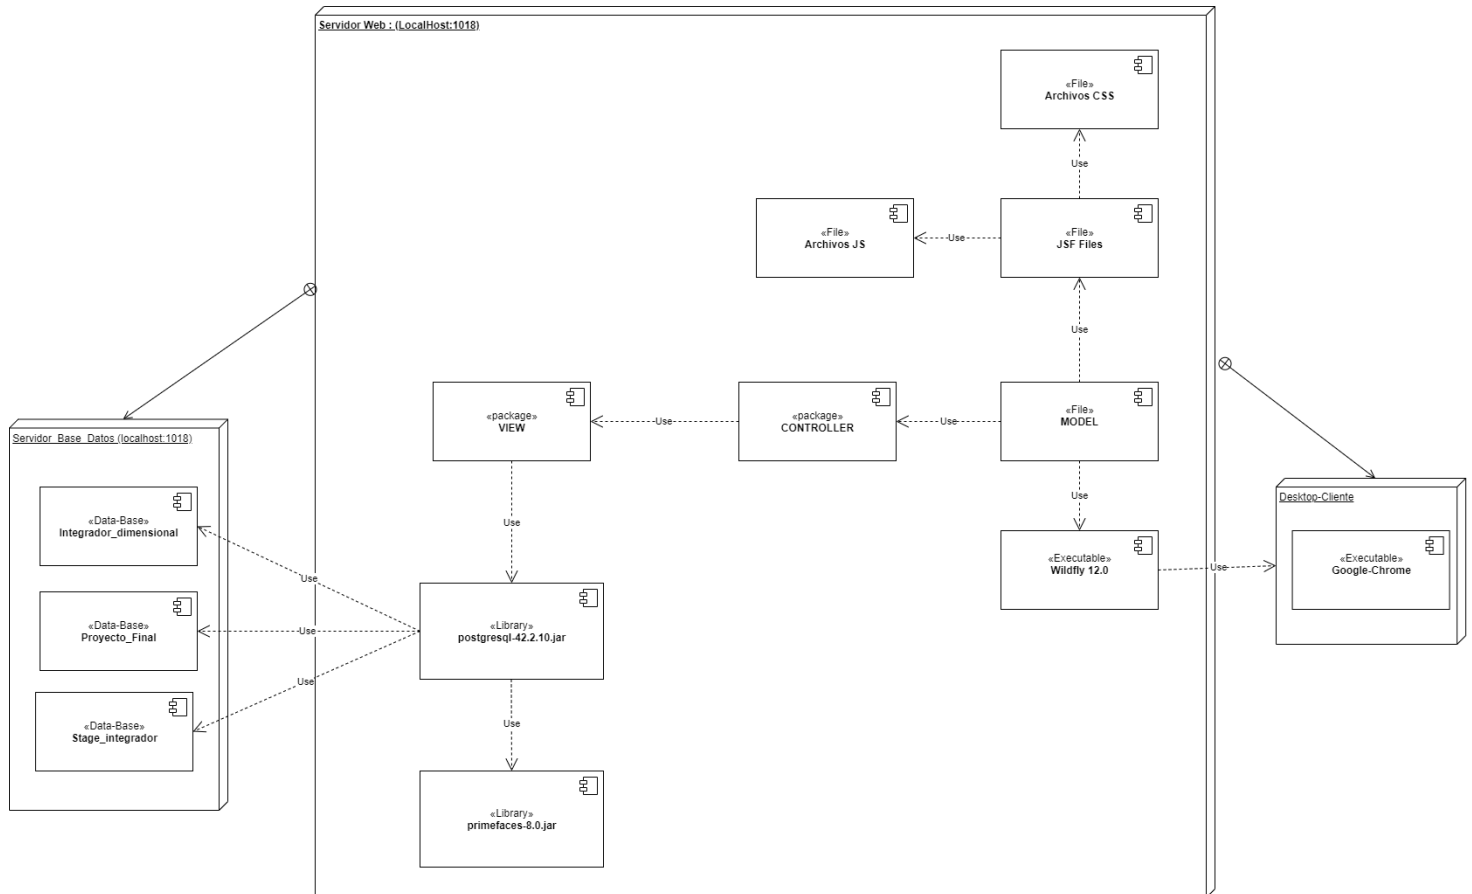 Servidor Web : (LocalHost:1018)
«File»
Archivos CSS
Use
«File»
Archivos JS
Use
«File»
JSF Files
Use
«package»
VIEW
Use
«package»
CONTROLLER
Use
«File»
MODEL
Use
Use
«Executable»
Wildfly 12.0
Use
«Library»
postgresql-42.2.10.jar
Use
«Library»
primefaces-8.0.jar
Servidor_Base_Datos (localhost:1018)
«Data-Base»
Integrador_dimensional
Use
«Data-Base»
Proyecto_Final
Use
«Data-Base»
Stage_integrador
Use
Desktop-Cliente
«Executable»
Google-Chrome